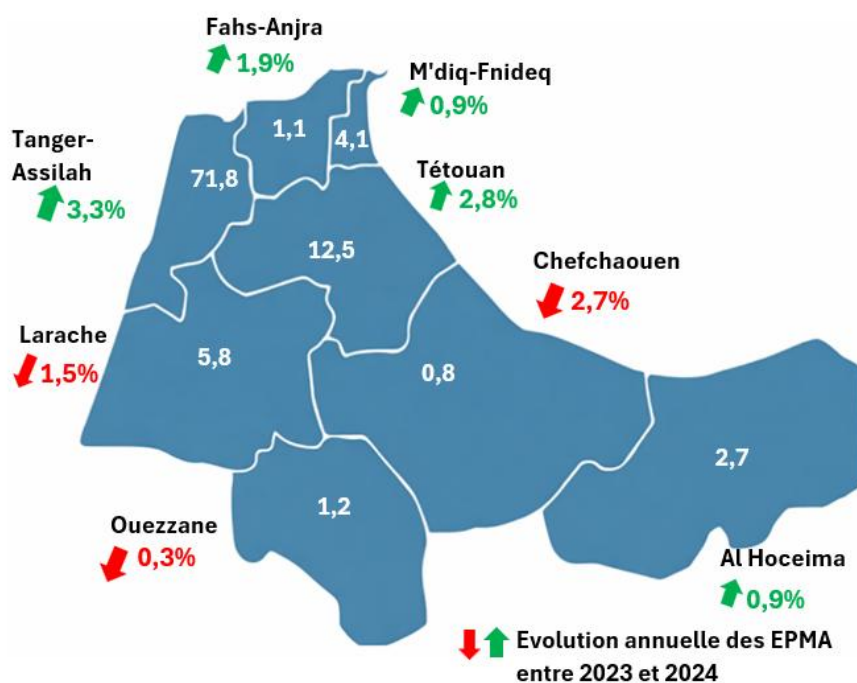 Fahs-Anjra
1,9%
M'diq-Fnideq
0,9%
1,1
4,1
Tanger-
Assilah
3,3%
71,8
Tétouan
2,8%
12,5
Chefchaouen
2,7%
Larache
1,5%
5,8
0,8
2,7
Ouezzane
0,3%
1,2
Al Hoceima
0,9%
Evolution annuelle des EPMA
entre 2023 et 2024